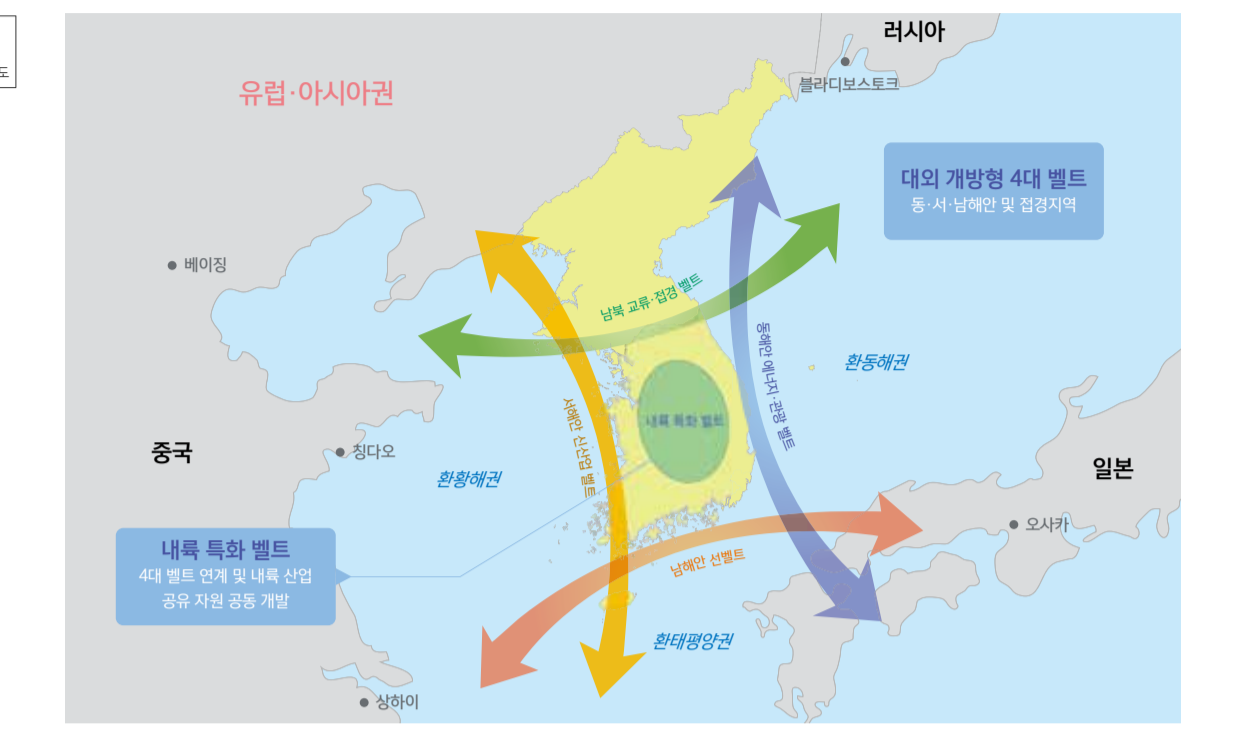 도
러시아
블라디보스토크
유럽·아시아권
대외 개방형 4대 벨트
동·서·남해안 및 접경지역
베이징
남북 교류·접경 벨트
동해안 에너지·관광 벨트
환동해권
서해안 신산업 벨트
내륙 특화 벨트
중국
칭다오
환황해권
일본
오사카
내륙 특화 벨트
4대 벨트 연계 및 내륙 산업
공유 자원 공동 개발
남해안 선벨트
환태평양권
상하이